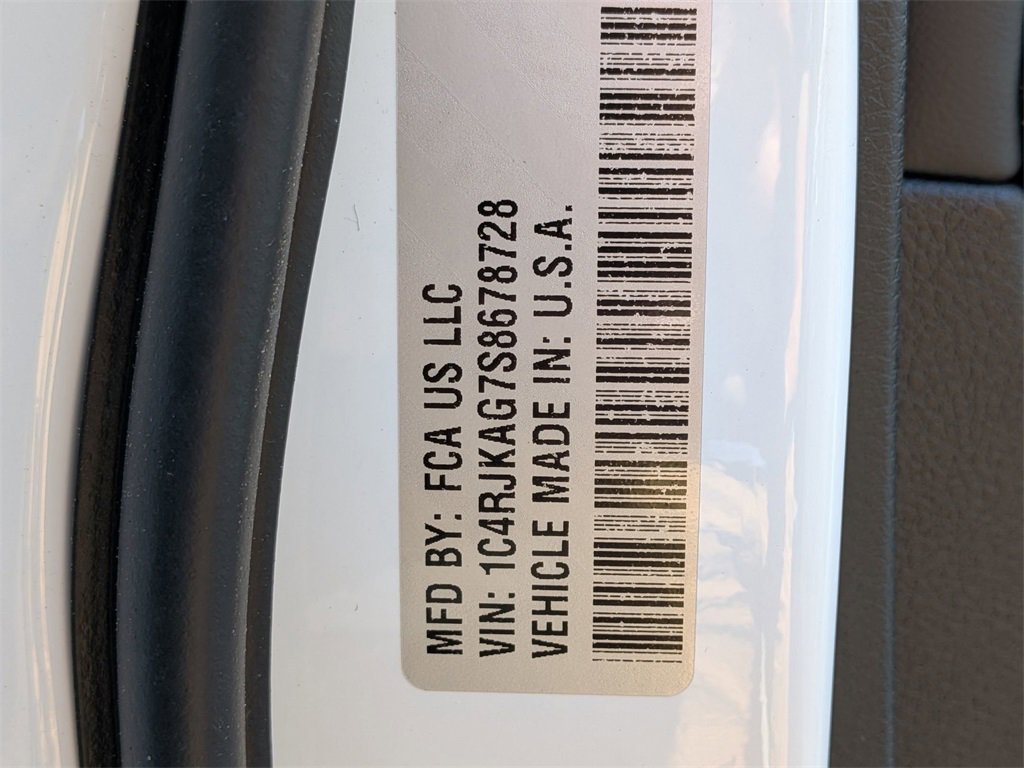 MFD BY: FCA US LLC
VIN: 1C4RJKAG7S8678728
VEHICLE MADE IN: U.S.A.